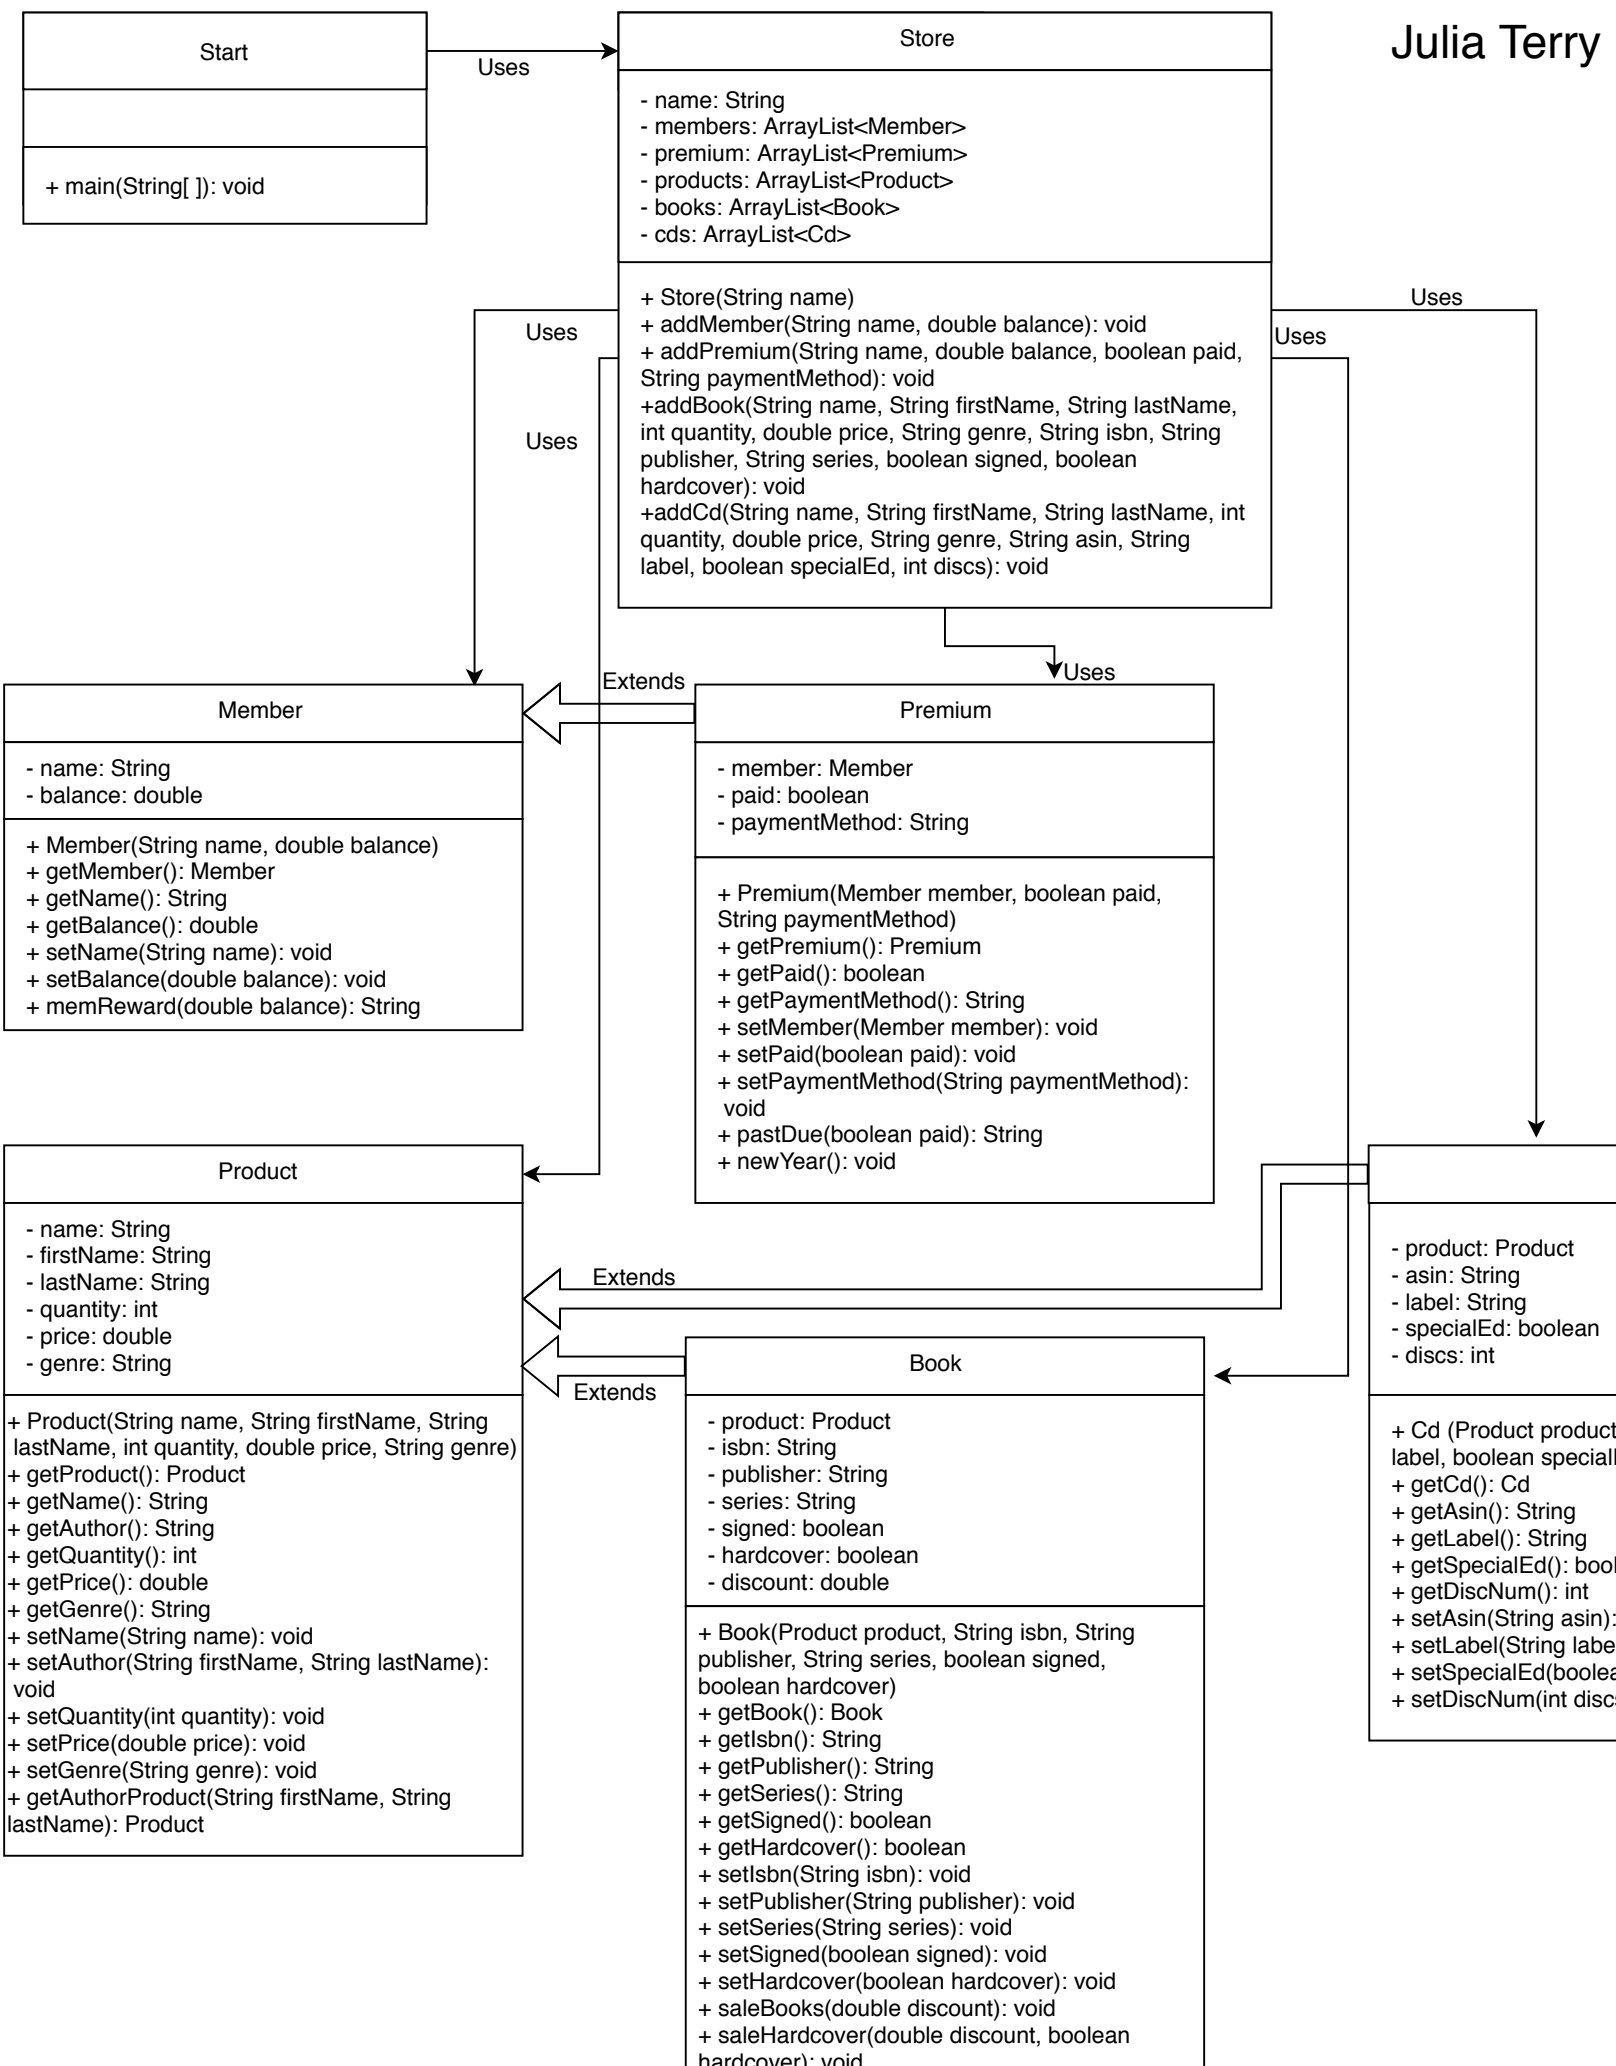 Julia Terry
Start
+ main(String[ ]): void
Uses
Store
- name: String
- members: ArrayList<Member>
- premium: ArrayList<Premium>
- products: ArrayList<Product>
- books: ArrayList<Book>
- cds: ArrayList<Cd>
+ Store(String name)
+ addMember(String name, double balance): void
+ addPremium(String name, double balance, boolean paid,
String paymentMethod): void
+addBook(String name, String firstName, String lastName,
int quantity, double price, String genre, String isbn, String
publisher, String series, boolean signed, boolean
hardcover): void
+addCd(String name, String firstName, String lastName, int
quantity, double price, String genre, String asin, String
label, boolean specialEd, int discs): void
Uses
Uses
Uses
Uses
Uses
Extends
Member
- name: String
- balance: double
+ Member(String name, double balance)
+ getMember(): Member
+ getName(): String
+ getBalance(): double
+ setName(String name): void
+ setBalance(double balance): void
+ memReward(double balance): String
Premium
- member: Member
- paid: boolean
- paymentMethod: String
+ Premium(Member member, boolean paid,
String paymentMethod)
+ getPremium(): Premium
+ getPaid(): boolean
+ getPaymentMethod(): String
+ setMember(Member member): void
+ setPaid(boolean paid): void
+ setPaymentMethod(String paymentMethod):
void
+ pastDue(boolean paid): String
+ newYear(): void
Product
- name: String
- firstName: String
- lastName: String
- quantity: int
- price: double
- genre: String
+ Product(String name, String firstName, String
lastName, int quantity, double price, String genre)
+ getProduct(): Product
+ getName(): String
+ getAuthor(): String
+ getQuantity(): int
+ getPrice(): double
+ getGenre(): String
+ setName(String name): void
+ setAuthor(String firstName, String lastName):
void
+ setQuantity(int quantity): void
+ setPrice(double price): void
+ setGenre(String genre): void
+ getAuthorProduct(String firstName, String
lastName): Product
Extends
Extends
Book
- product: Product
- isbn: String
- publisher: String
- series: String
- signed: boolean
- hardcover: boolean
- discount: double
+ Book(Product product, String isbn, String
publisher, String series, boolean signed,
boolean hardcover)
+ getBook(): Book
+ getIsbn(): String
+ getPublisher(): String
+ getSeries(): String
+ getSigned(): boolean
+ getHardcover(): boolean
+ setIsbn(String isbn): void
+ setPublisher(String publisher): void
+ setSeries(String series): void
+ setSigned(boolean signed): void
+ setHardcover(boolean hardcover): void
+ saleBooks(double discount): void
+ saleHardcover(double discount, boolean
hardcover): void
- product: Product
- asin: String
- label: String
- specialEd: boolean
- discs: int
+ Cd (Product product
label, boolean
+ getCd(): Cd
+ getAsin(): String
+ getLabel(): String
+ getSpecialEd():
+ getDiscNum(): int
+ setAsin(String asin):
+ setLabel(String
+ setSpecialEd(
+ setDiscNum(int